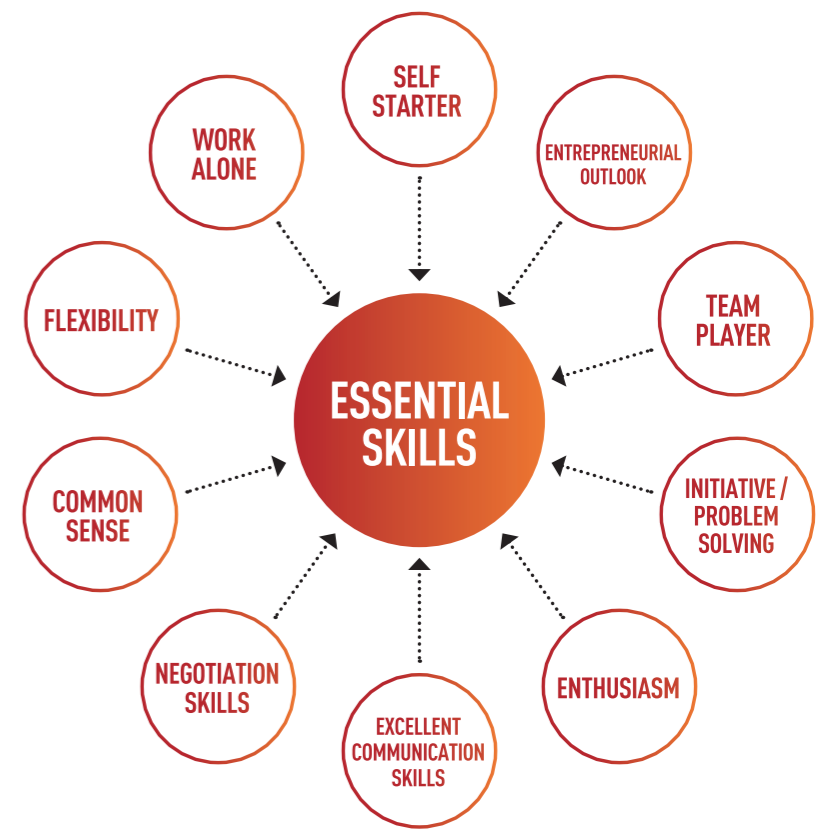 SELF
STARTER
ENTREPRENEURIAL
OUTLOOK
TEAM
PLAYER
INITIATIVE /
PROBLEM
SOLVING
ENTHUSIASM
EXCELLENT
COMMUNICATION
SKILLS
NEGOTIATION
SKILLS
COMMON
SENSE
FLEXIBILITY
WORK
ALONE
ESSENTIAL
SKILLS